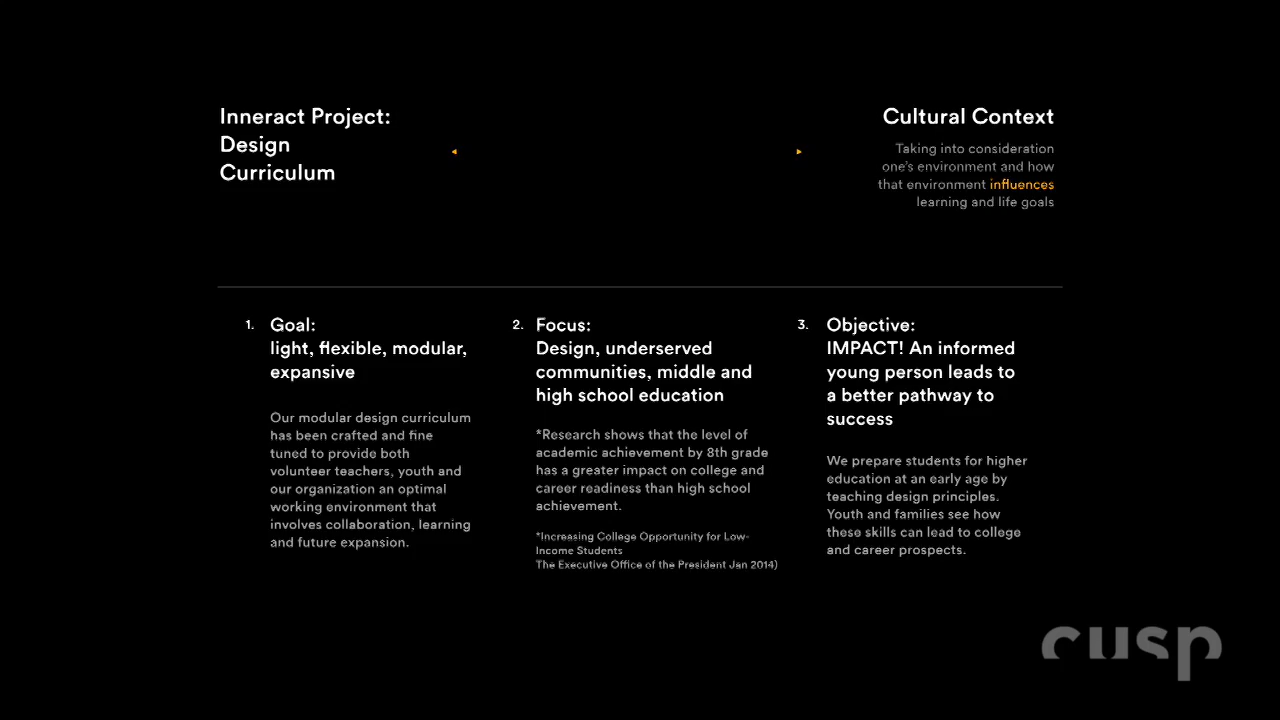 Inneract Project:
Design
Curriculum
Cultural Context
Taking into consideration
one's environment and how
that environment influences
learning and life goals
1. Goal:
light, flexible, modular,
expansive
Our modular design curriculum
has been crafted and fine
tuned to provide both
volunteer teachers, youth and
our organization an optimal
working environment that
involves collaboration, learning
and future expansion.
2. Focus:
Design, underserved
communities, middle and
high school education
*Research shows that the level of
academic achievement by 8th grade
has a greater impact on college and
career readiness than high school
achievement.
*Increasing College Opportunity for Low-
Income Students
The Executive Office of the President Jan 2014)
3. Objective:
IMPACT! An informed
young person leads to
a better pathway to
success
We prepare students for higher
education at an early age by
teaching design principles.
Youth and families see how
these skills can lead to college
and career prospects.
cusp